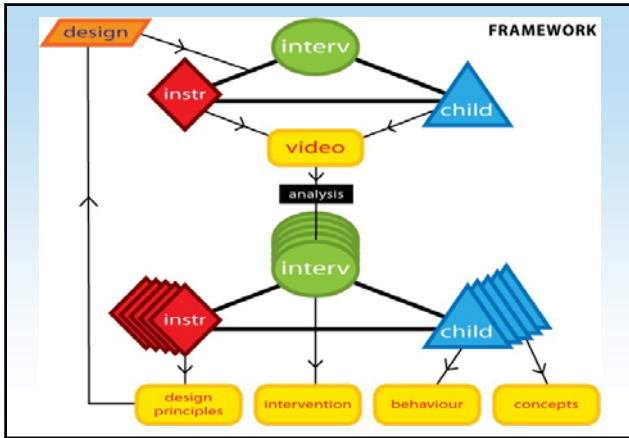 design
FRAMEWORK
interv
instr
child
video
analysis
interv
instr
child
design
principles
intervention
behaviour
concepts